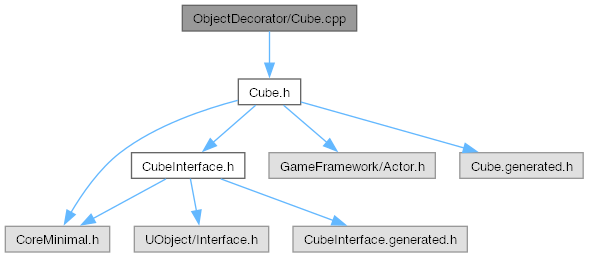 ObjectDecorator/Cube.cpp
Cube.h
CubeInterface.h
GameFramework/Actor.h
Cube.generated.h
CoreMinimal.h
UObject/Interface.h
CubeInterface.generated.h